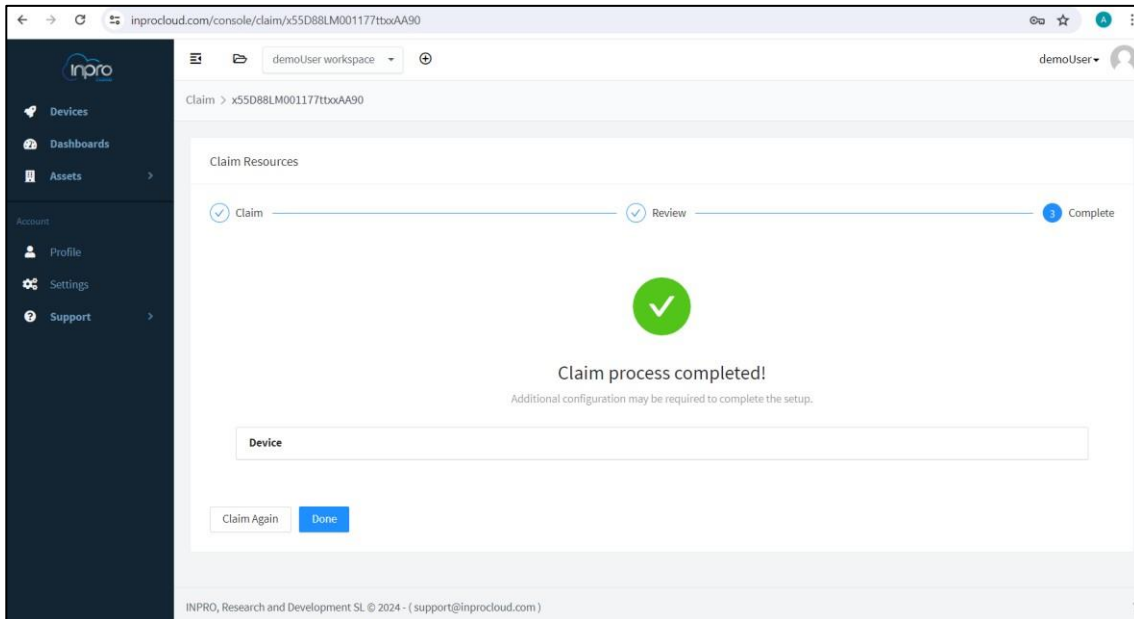 inprocloud.com/console/claim/x55D88LM001177ttxxAA90
A
inpro
demoUser workspace
demoUser
Devices
Dashboards
Assets
Account
Profile
Settings
Support
Claim > x55D88LM001177ttxxAA90
Claim Resources
Claim
Review
3 Complete
Claim process completed!
Additional configuration may be required to complete the setup.
Device
Claim Again
Done
INPRO, Research and Development SL © 2024 - ( support@inprocloud.com )